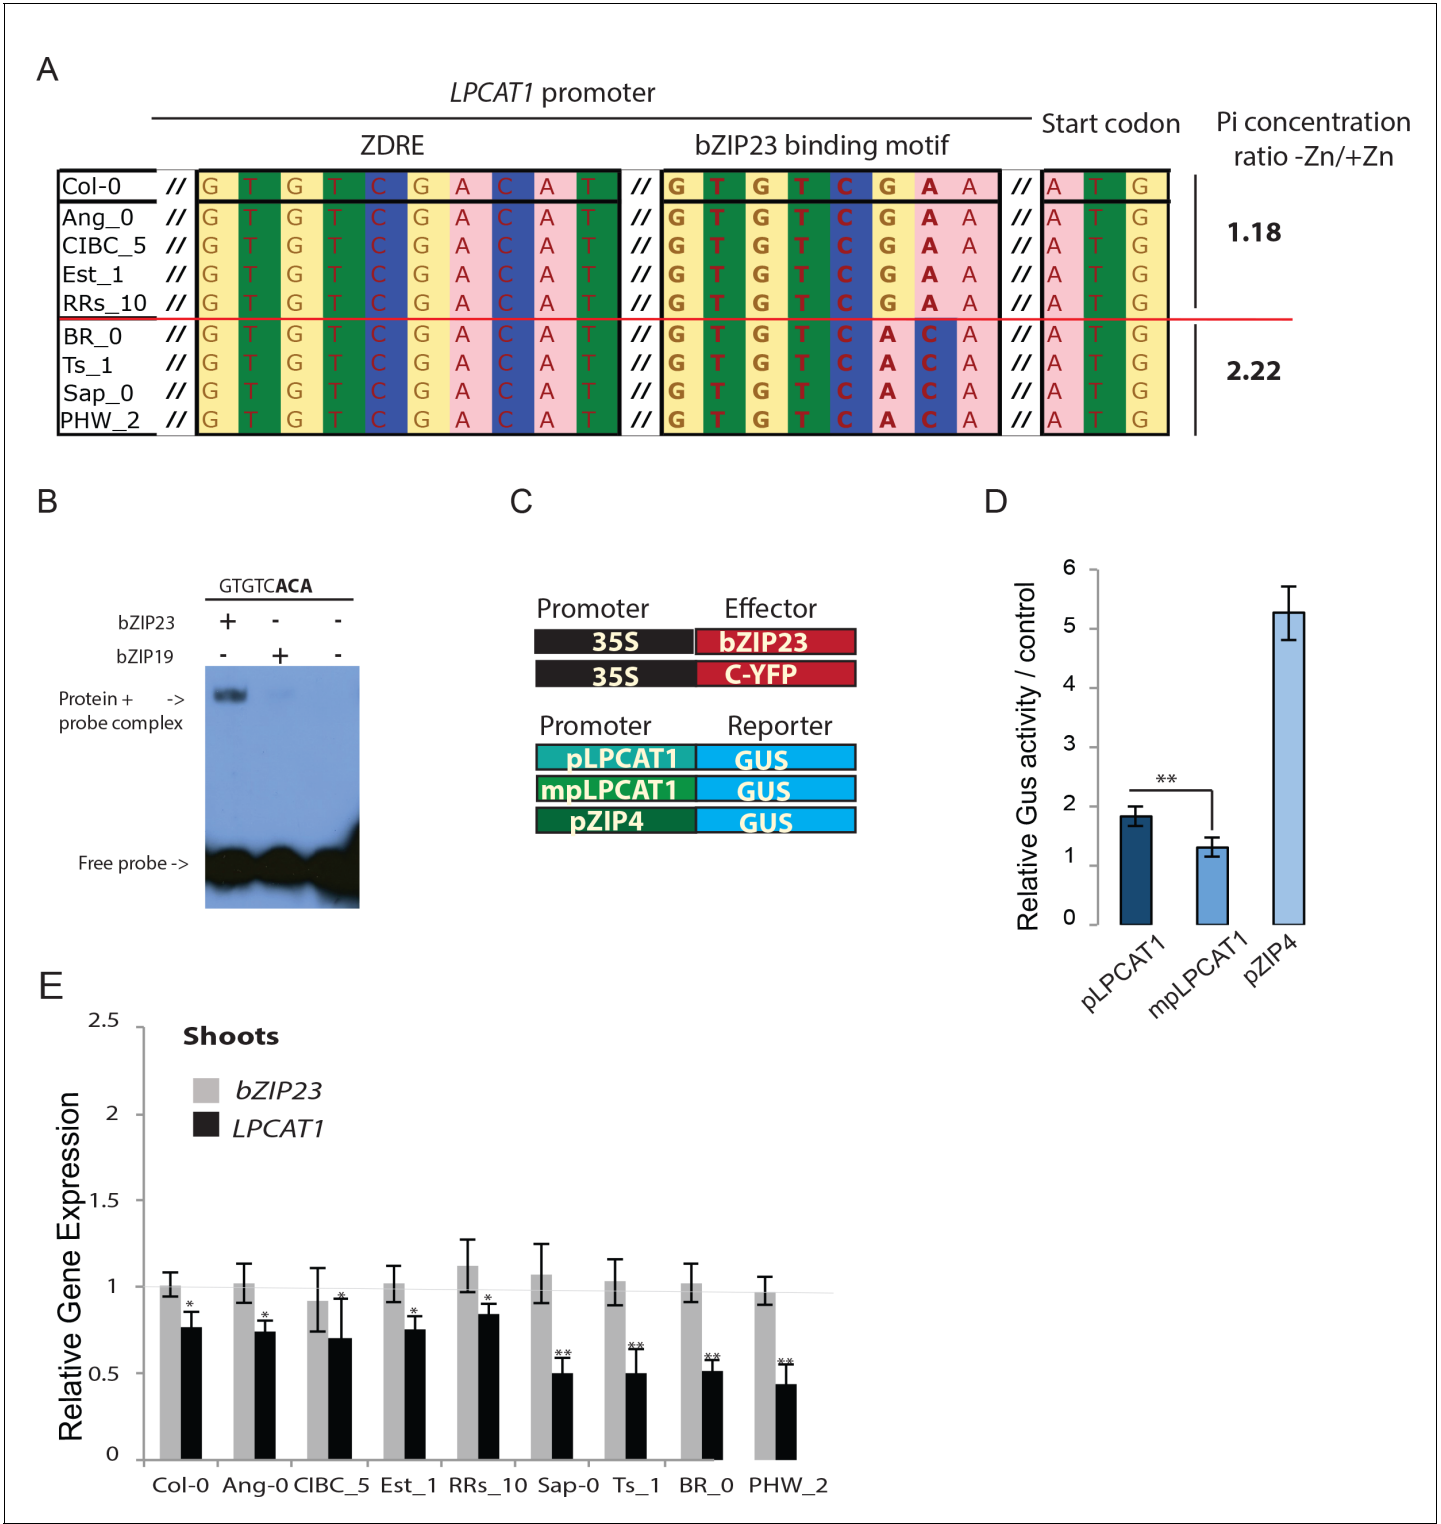 A
LPCAT1 promoter
ZDRE
bZIP23 binding motif
Start codon
Pi concentration
ratio -Zn/+Zn
Col-0 // G T G T C G A C A T // G T G T C G A A // A T G
Ang_0 // G T G T C G A C A T // G T G T C G A A // A T G
CIBC_5 // G T G T C G A C A T // G T G T C G A A // A T G
Est_1 // G T G T C G A C A T // G T G T C G A A // A T G
RRs_10 // G T G T C G A C A T // G T G T C G A A // A T G
1.18
BR_0 // G T G T C G A C A T // G T G T C A C A // A T G
Ts_1 // G T G T C G A C A T // G T G T C A C A // A T G
Sap_0 // G T G T C G A C A T // G T G T C A C A // A T G
PHW_2 // G T G T C G A C A T // G T G T C A C A // A T G
2.22
B
GTGTCACA
bZIP23 + - -
bZIP19 - + -
Protein + ->
probe complex
Free probe ->
C
Promoter Effector
35S bZIP23
35S C-YFP
Promoter Reporter
pLPCAT1 GUS
mpLPCAT1 GUS
pZIP4 GUS
D
Relative Gus activity / control
6
5
4
3
2
1
0
**
pLPCAT1
mpLPCAT1
pZIP4
E
Relative Gene Expression
2.5
2
1.5
1
0.5
0
Shoots
bZIP23
LPCAT1
* * * * * ** ** ** **
Col-0 Ang-0 CIBC_5 Est_1 RRs_10 Sap-0 Ts_1 BR_0 PHW_2